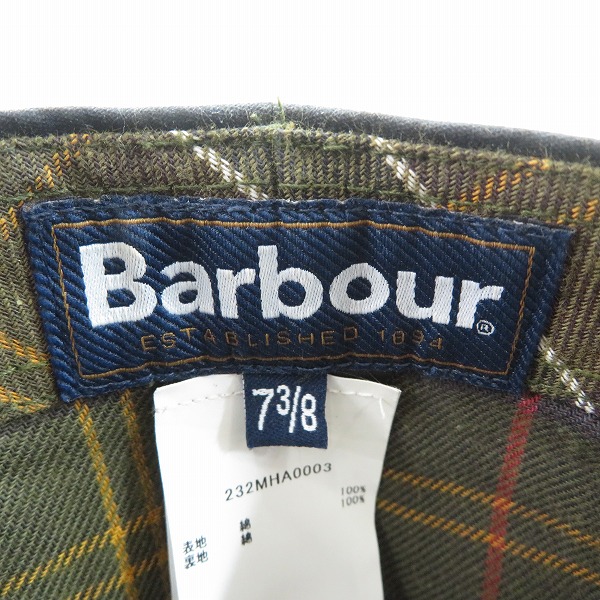 Barbour®
ESTABLISHED 1894
7 3/8
232MHA0003
表地 綿 100%
裏地 綿 100%